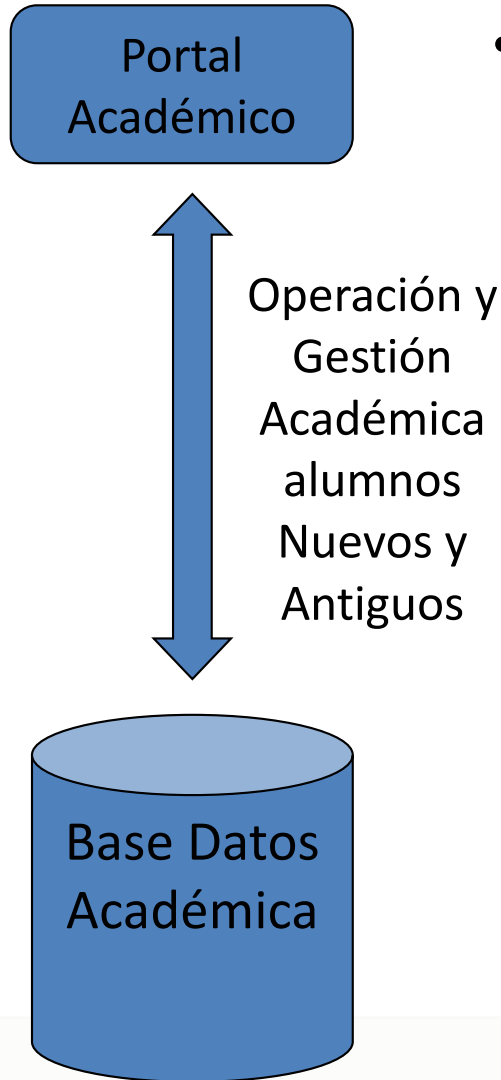 Portal
Académico
•
Operación y
Gestión
Académica
alumnos
Nuevos y
Antiguos
Base Datos
Académica